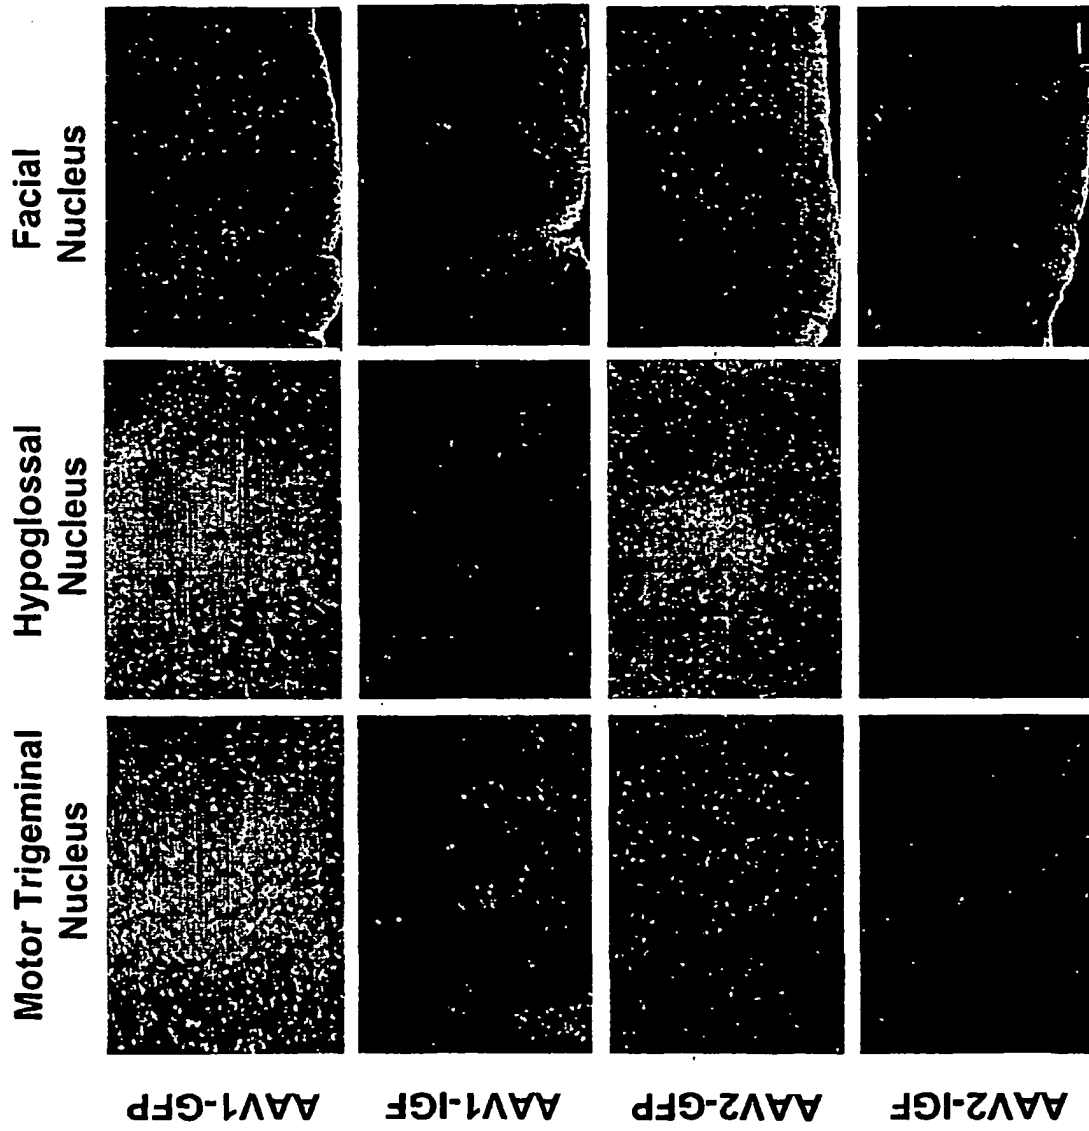 Motor Trigeminal
Nucleus
Hypoglossal
Nucleus
Facial
Nucleus
AAV1-GFP
AAV1-IGF
AAV2-GFP
AAV2-IGF